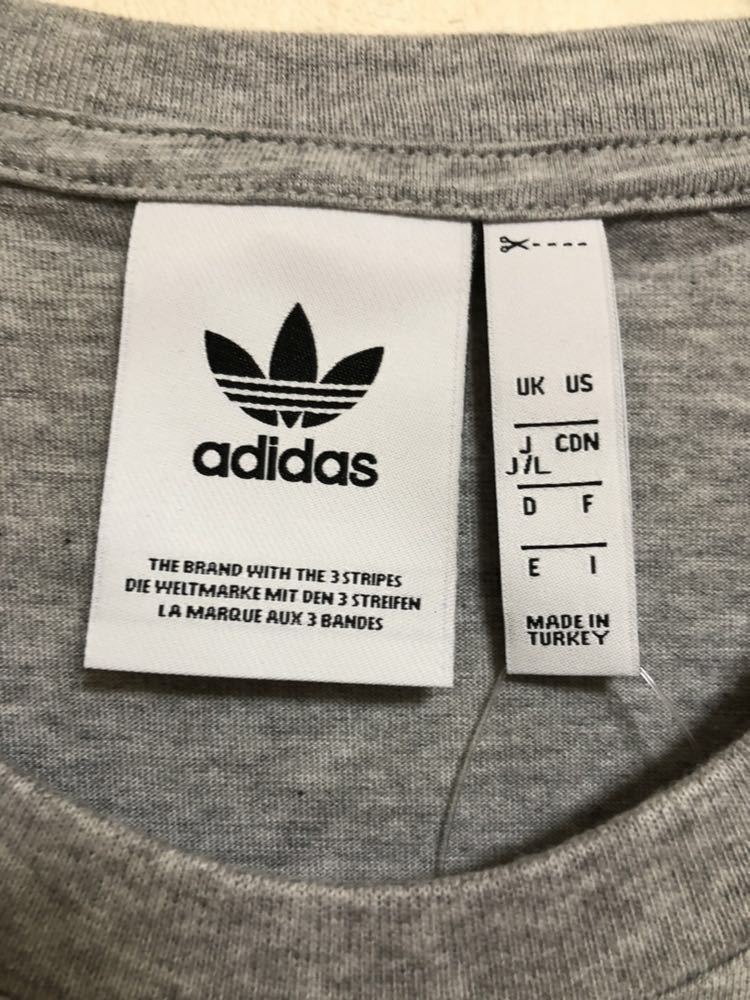 adidas
THE BRAND WITH THE 3 STRIPES
DIE WELTMARKE MIT DEN 3 STREIFEN
LA MARQUE AUX 3 BANDES
UK US
J CDN
J/L
D F
E I
MADE IN
TURKEY